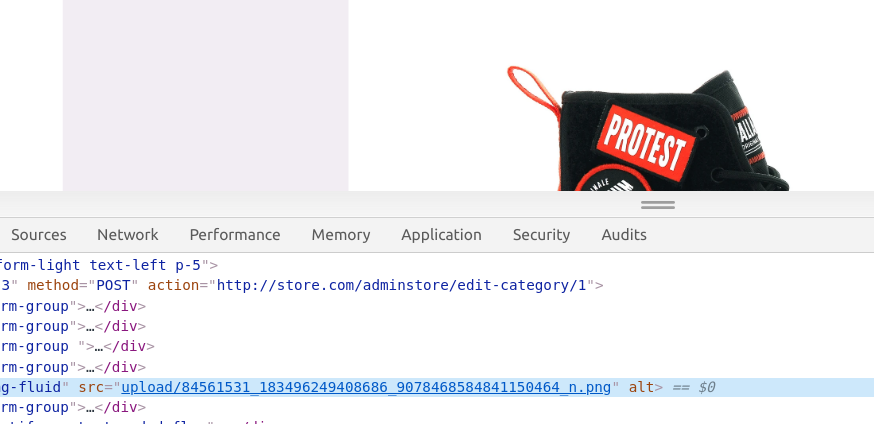 PROTEST
Sources Network Performance Memory Application Security Audits
form-light text-left p-5">
3" method="POST" action="http://store.com/adminstore/edit-category/1">
rm-group">…</div>
rm-group">…</div>
rm-group ">…</div>
rm-group">…</div>
ng-fluid" src="upload/84561531_183496249408686_9078468584841150464_n.png" alt> == $0
rm-group">…</div>